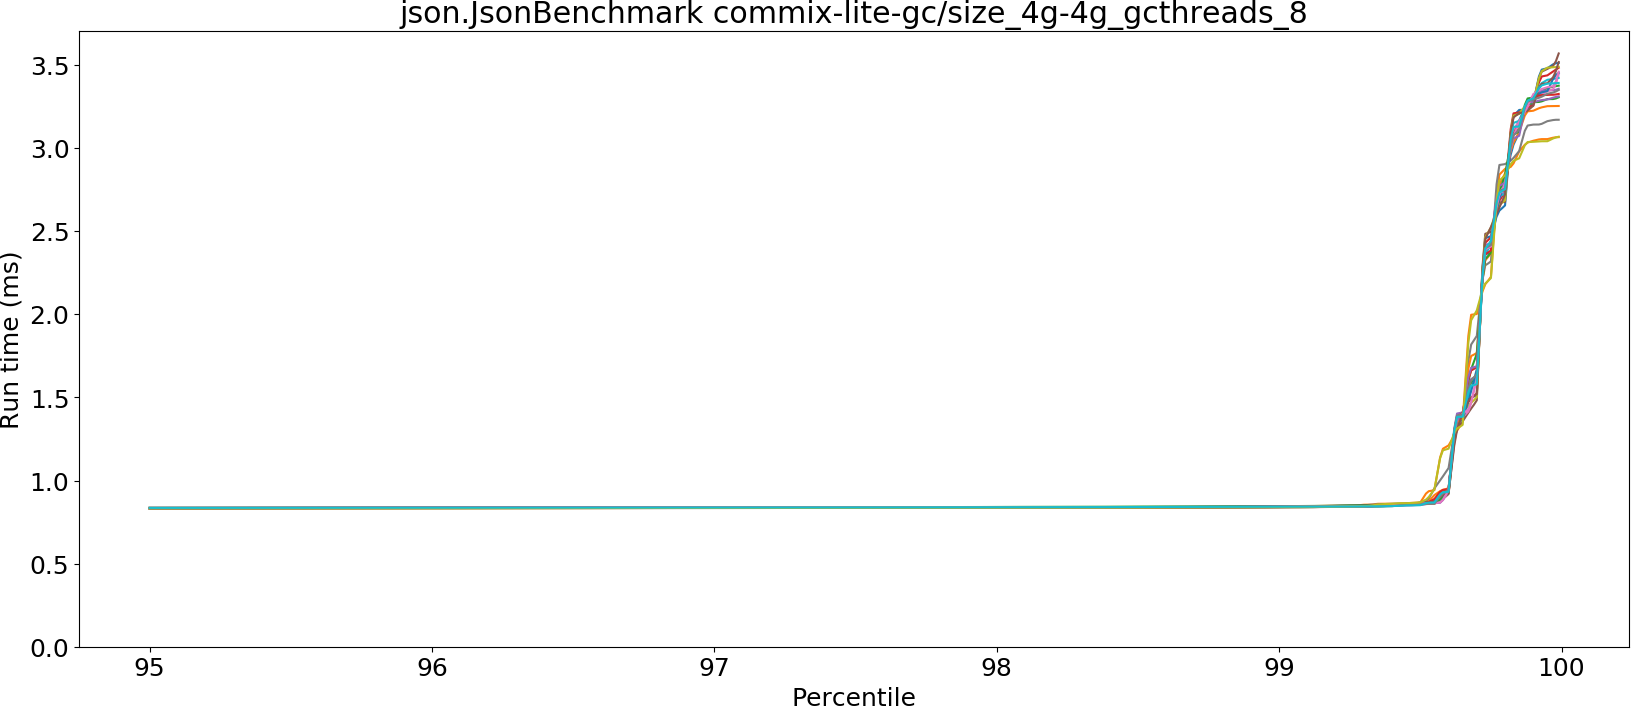 json.JsonBenchmark commix-lite-gc/size_4g-4g_gcthreads_8
3.5
3.0
2.5
2.0
1.5
1.0
0.5
0.0
Run time (ms)
95 96 97 98 99 100
Percentile